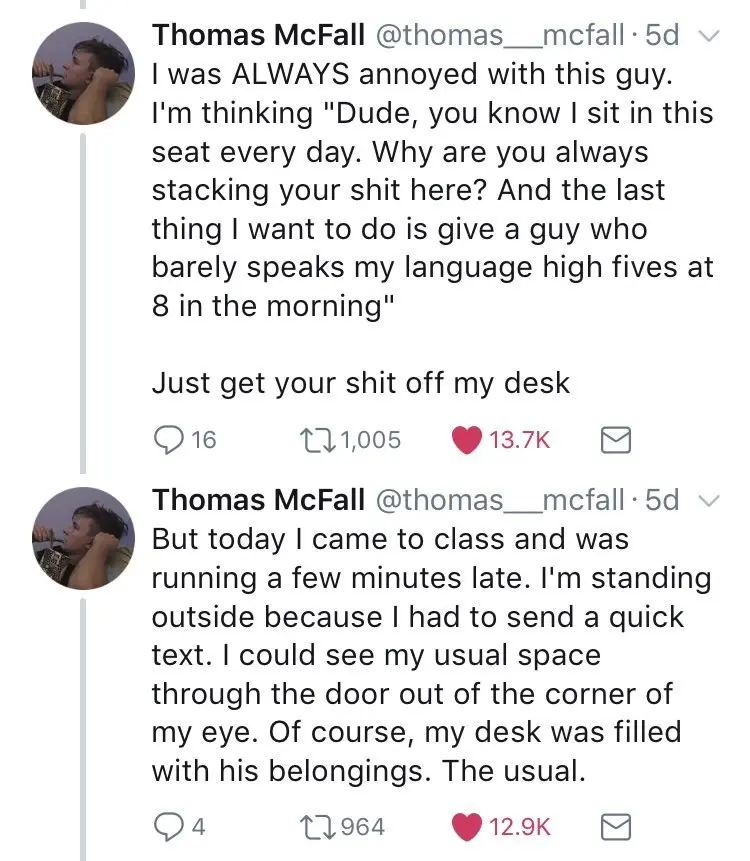 Thomas McFall @thomas__mcfall · 5d
I was ALWAYS annoyed with this guy.
I'm thinking "Dude, you know I sit in this
seat every day. Why are you always
stacking your shit here? And the last
thing I want to do is give a guy who
barely speaks my language high fives at
8 in the morning"
Just get your shit off my desk
16 1,005 13.7K
Thomas McFall @thomas__mcfall · 5d
But today I came to class and was
running a few minutes late. I'm standing
outside because I had to send a quick
text. I could see my usual space
through the door out of the corner of
my eye. Of course, my desk was filled
with his belongings. The usual.
4 964 12.9K